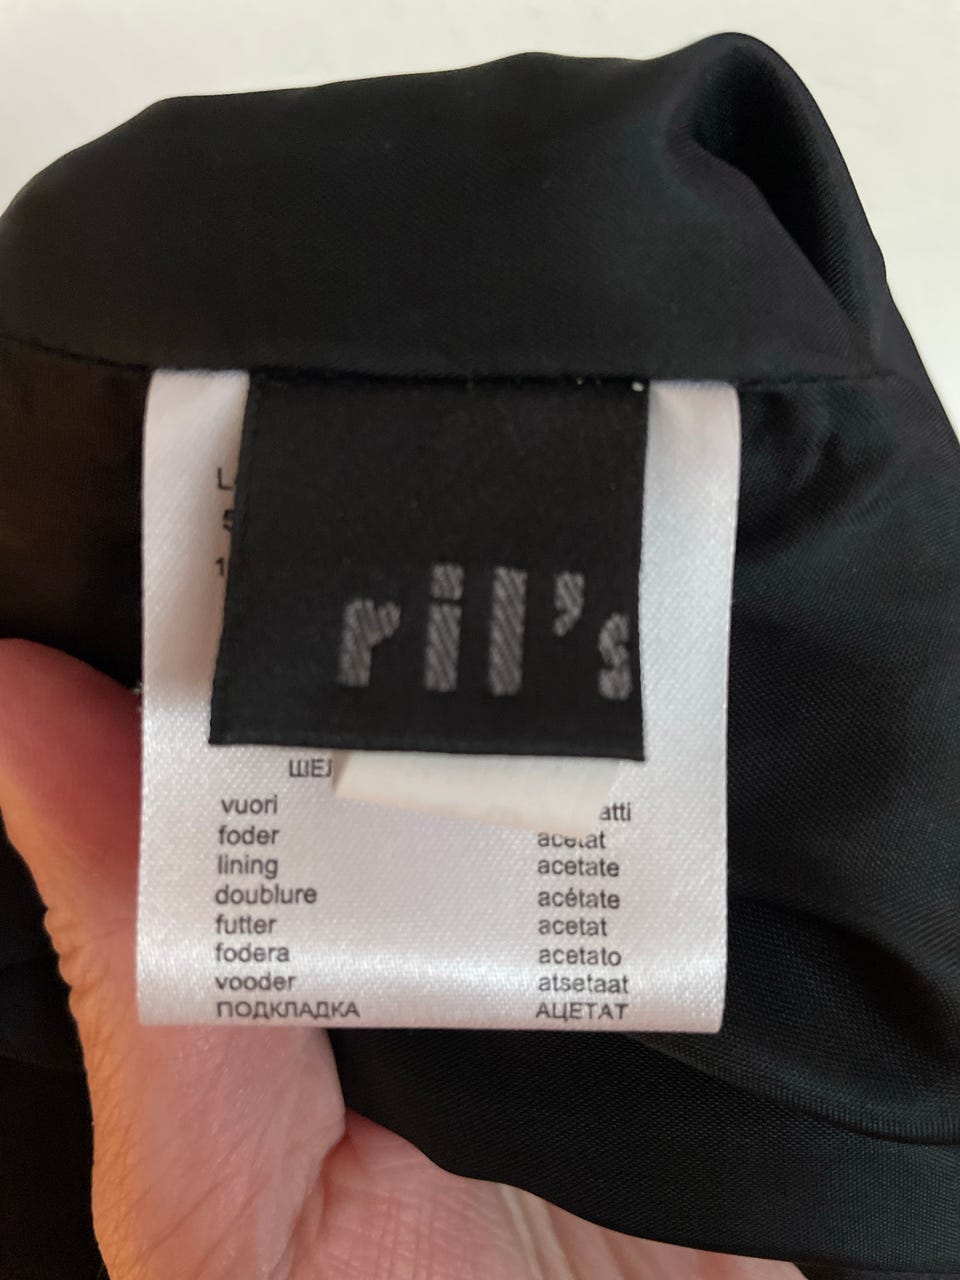 ril's
vuori
foder acetat
lining acetate
doublure acétate
futter acetat
fodera acetato
vooder atsetaat
ПОДКЛАДКА АЦЕТАТ